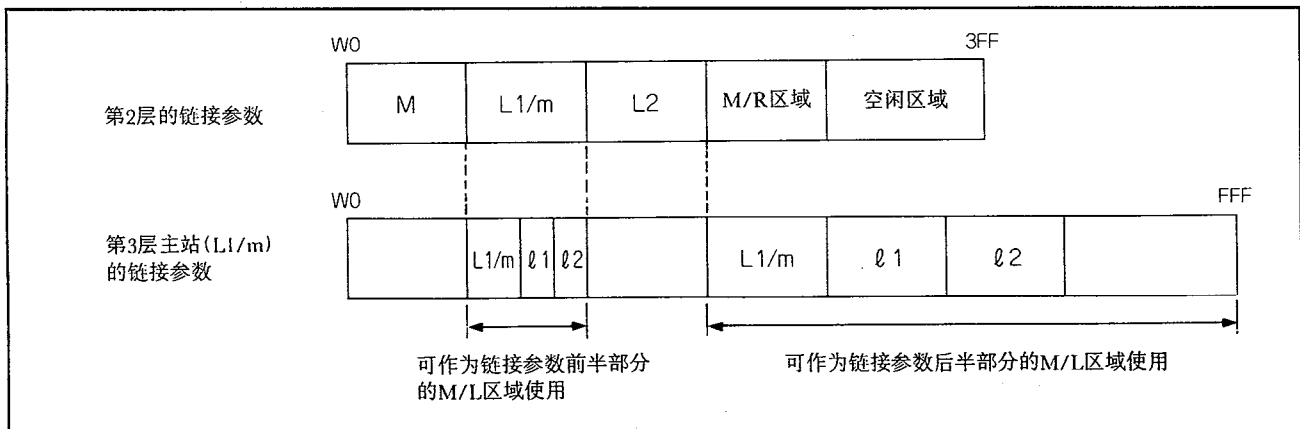 W0 3FF
第2层的链接参数 M L1/m L2 M/R区域 空闲区域
W0 FFF
第3层主站(L1/m)
的链接参数
L1/m ℓ1 ℓ2 L1/m ℓ1 ℓ2
可作为链接参数前半部分
的M/L区域使用
可作为链接参数后半部分的M/L区域使用